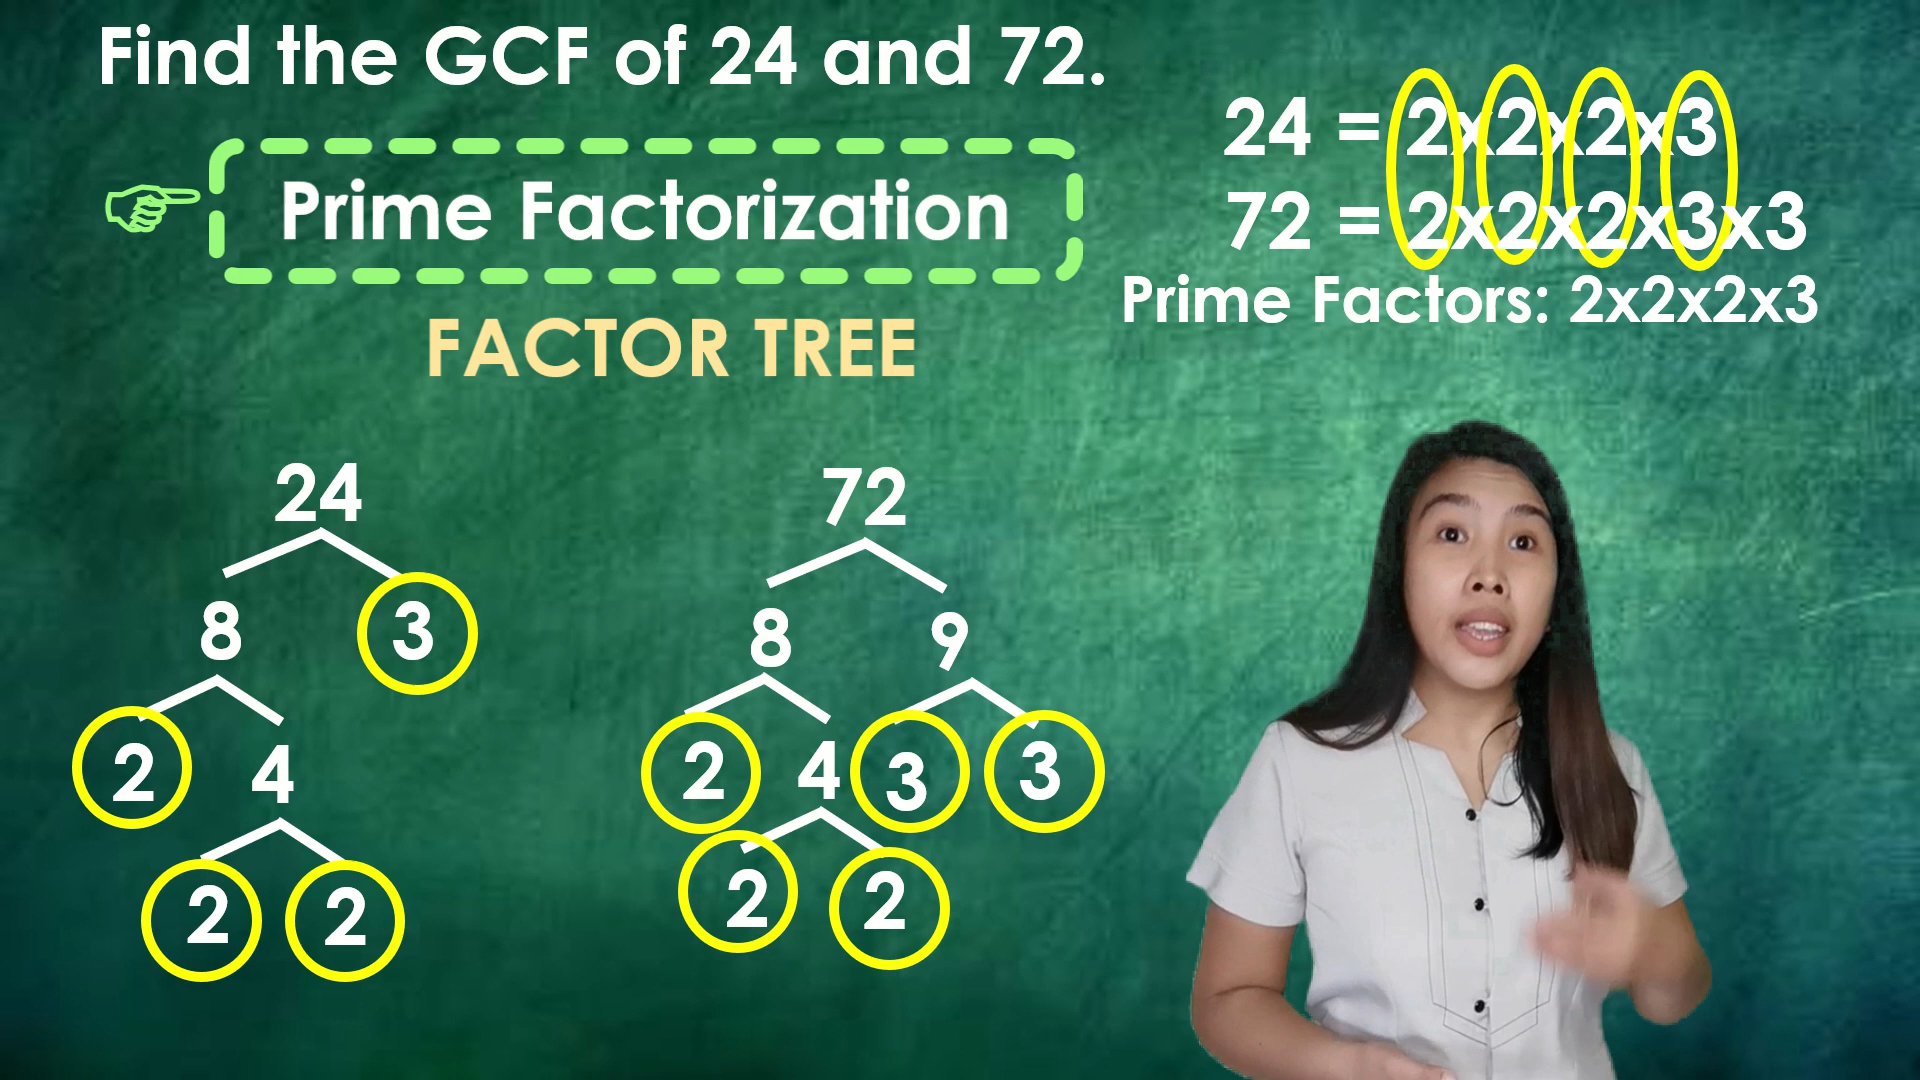 Find the GCF of 24 and 72.
Prime Factorization
FACTOR TREE
24 = 2x2x2x3
72 = 2x2x2x3x3
Prime Factors: 2x2x2x3
24
8 3
2 4
2 2
72
8 9
2 4 3 3
2 2